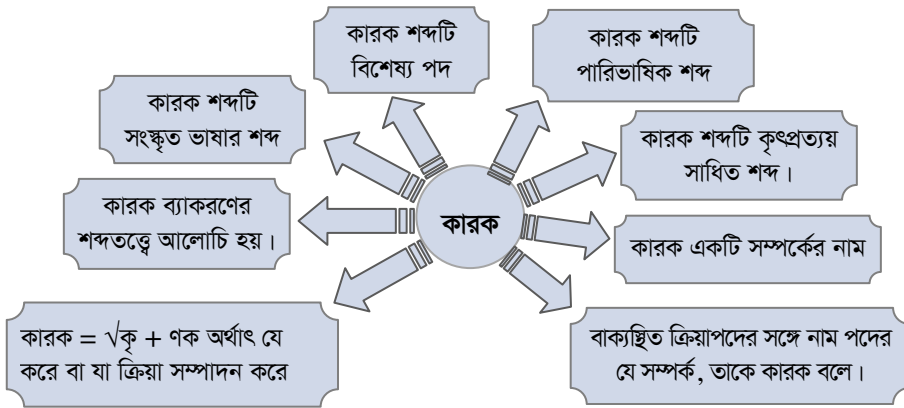 কারক শব্দটি
বিশেষ্য পদ
কারক শব্দটি
পারিভাষিক শব্দ
কারক শব্দটি
সংস্কৃত ভাষার শব্দ
কারক শব্দটি কৃৎপ্রত্যয়
সাধিত শব্দ।
কারক ব্যাকরণের
শব্দতত্ত্বে আলোচি হয়।
কারক
কারক একটি সম্পর্কের নাম
কারক = √কৃ + ণক অর্থাৎ যে
করে বা যা ক্রিয়া সম্পাদন করে
বাক্যস্থিত ক্রিয়াপদের সঙ্গে নাম পদের
যে সম্পর্ক, তাকে কারক বলে।